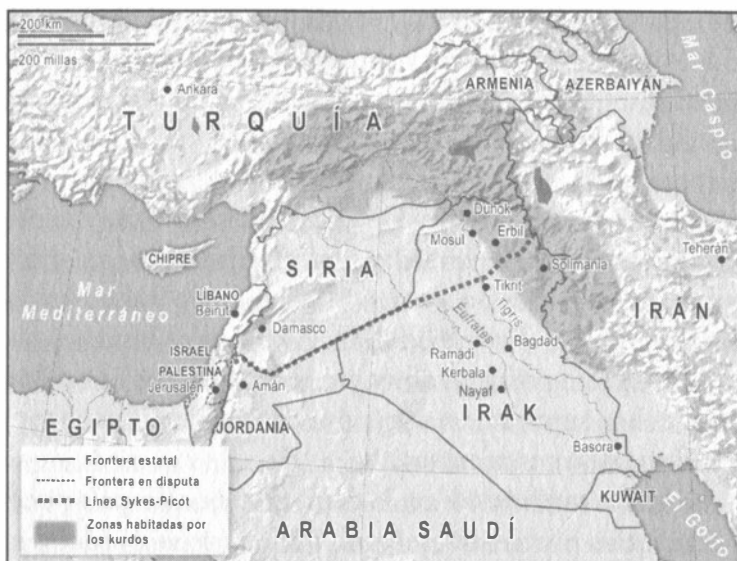 200 km
200 millas
Ankara
TURQUÍA
ARMENIA
AZERBAIYÁN
Mar Caspio
Duhok
Mosul
Erbil
Solimania
Teherán
CHIPRE
SIRIA
Mar
Mediterráneo
LÍBANO
Beirut
Damasco
Tikrit
Éufrates
Tigris
IRÁN
ISRAEL
PALESTINA
Jerusalén
Amán
Ramadi
Bagdad
Kerbala
Nayaf
IRAK
EGIPTO
JORDANIA
Basora
KUWAIT
El Golfo
ARABIA SAUDÍ
Frontera estatal
Frontera en disputa
Línea Sykes-Picot
Zonas habitadas por
los kurdos